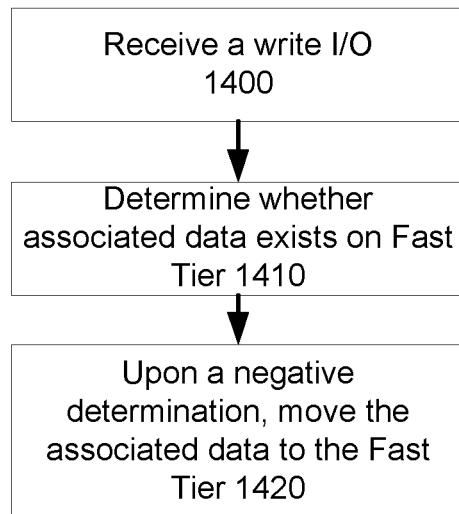 Receive a write I/O
1400
Determine whether
associated data exists on Fast
Tier 1410
Upon a negative
determination, move the
associated data to the Fast
Tier 1420